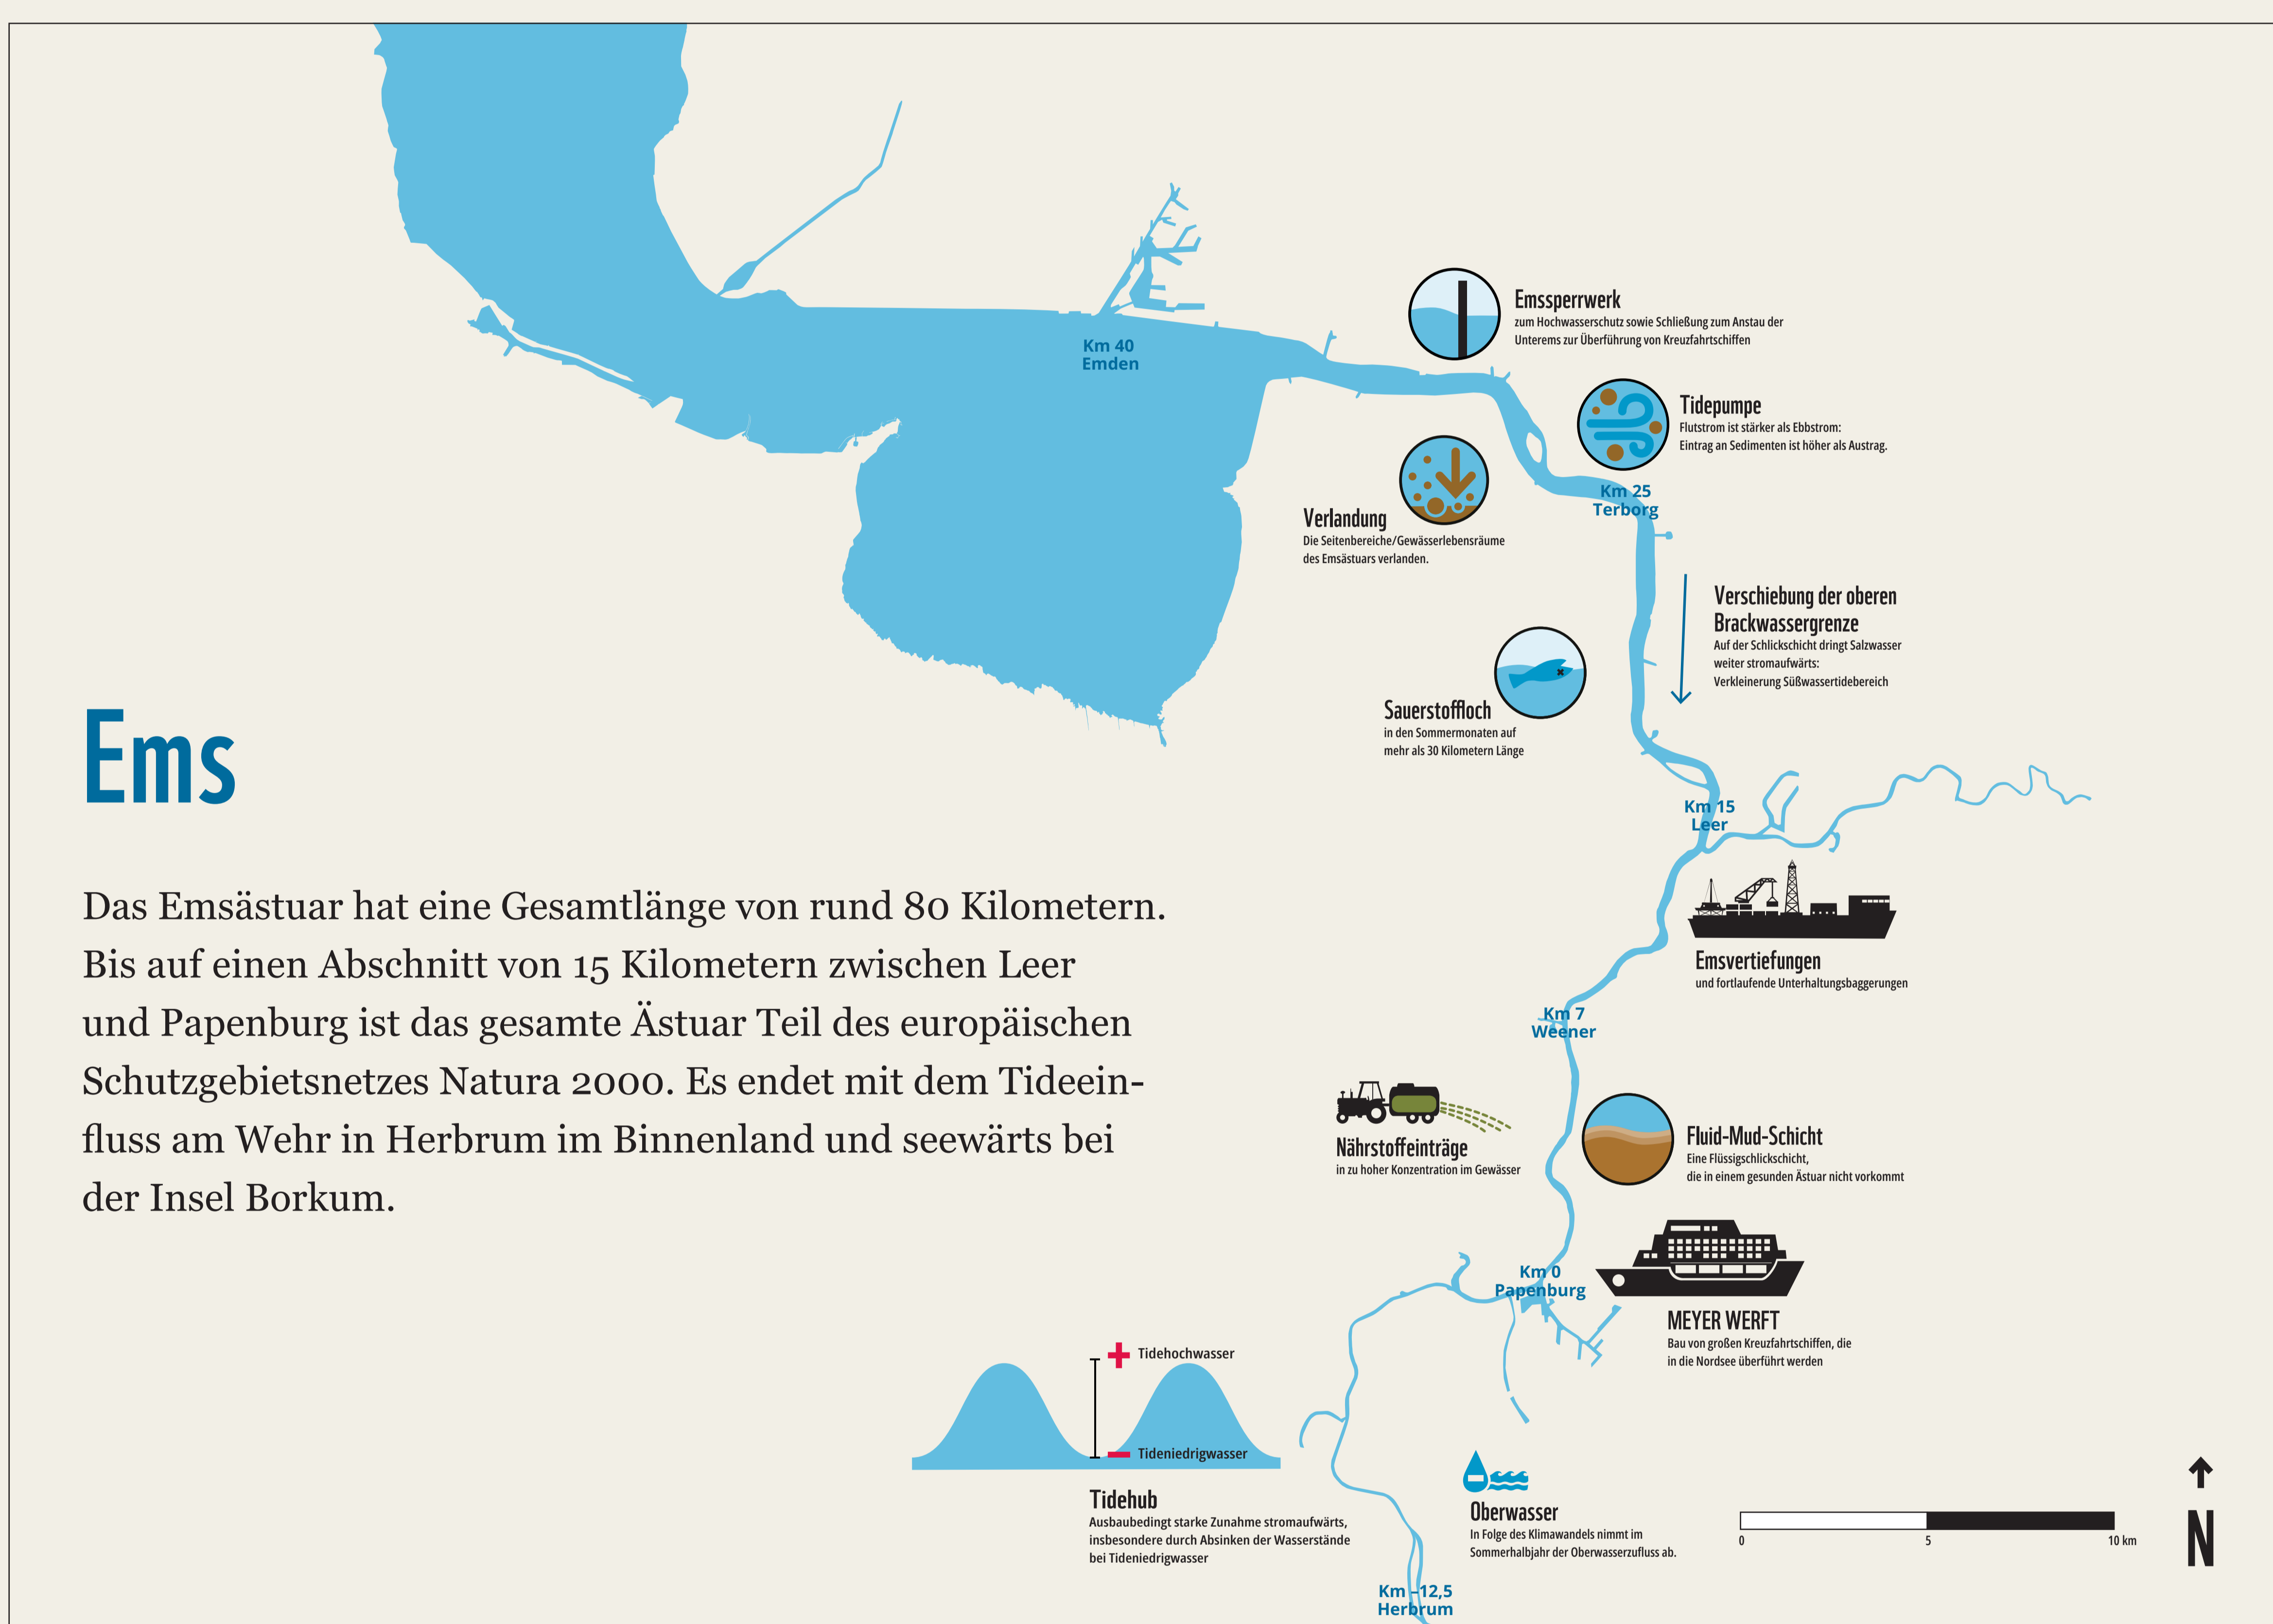 Ems
Das Emsästuar hat eine Gesamtlänge von rund 80 Kilometern.
Bis auf einen Abschnitt von 15 Kilometern zwischen Leer
und Papenburg ist das gesamte Ästuar Teil des europäischen
Schutzgebietsnetzes Natura 2000. Es endet mit dem Tideein-
fluss am Wehr in Herbrum im Binnenland und seewärts bei
der Insel Borkum.
Km 40
Emden
Emssperrwerk
zum Hochwasserschutz sowie Schließung zum Anstau der
Unterems zur Überführung von Kreuzfahrtschiffen
Tidepumpe
Flutstrom ist stärker als Ebbstrom:
Eintrag an Sedimenten ist höher als Austrag.
Km 25
Terborg
Verlandung
Die Seitenbereiche/Gewässerlebensräume
des Emsästuars verlanden.
Verschiebung der oberen
Brackwassergrenze
Auf der Schlickschicht dringt Salzwasser
weiter stromaufwärts:
Verkleinerung Süßwassertidebereich
Sauerstoffloch
in den Sommermonaten auf
mehr als 30 Kilometern Länge
Km 15
Leer
Emsvertiefungen
und fortlaufende Unterhaltungsbaggerungen
Km 7
Weener
Nährstoffeinträge
in zu hoher Konzentration im Gewässer
Fluid-Mud-Schicht
Eine Flüssigschlickschicht,
die in einem gesunden Ästuar nicht vorkommt
Km 0
Papenburg
MEYER WERFT
Bau von großen Kreuzfahrtschiffen, die
in die Nordsee überführt werden
Tidehochwasser
Tideniedrigwasser
Tidehub
Ausbaubedingt starke Zunahme stromaufwärts,
insbesondere durch Absinken der Wasserstände
bei Tideniedrigwasser
Oberwasser
In Folge des Klimawandels nimmt im
Sommerhalbjahr der Oberwasserzufluss ab.
Km –12,5
Herbrum
0 5 10 km
N